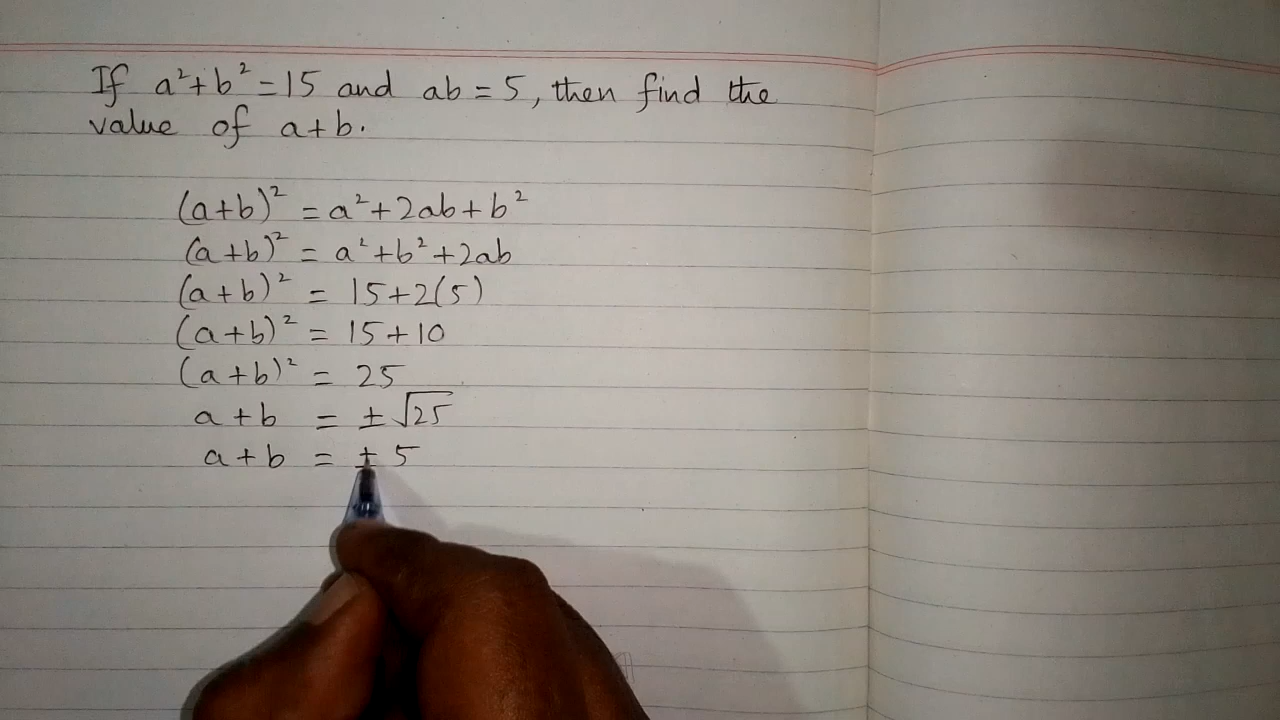 If a²+b²=15 and ab=5, then find the
value of a+b.
(a+b)² = a²+2ab+b²
(a+b)² = a²+b²+2ab
(a+b)² = 15+2(5)
(a+b)² = 15+10
(a+b)² = 25
a+b = ±√25
a+b = ± 5